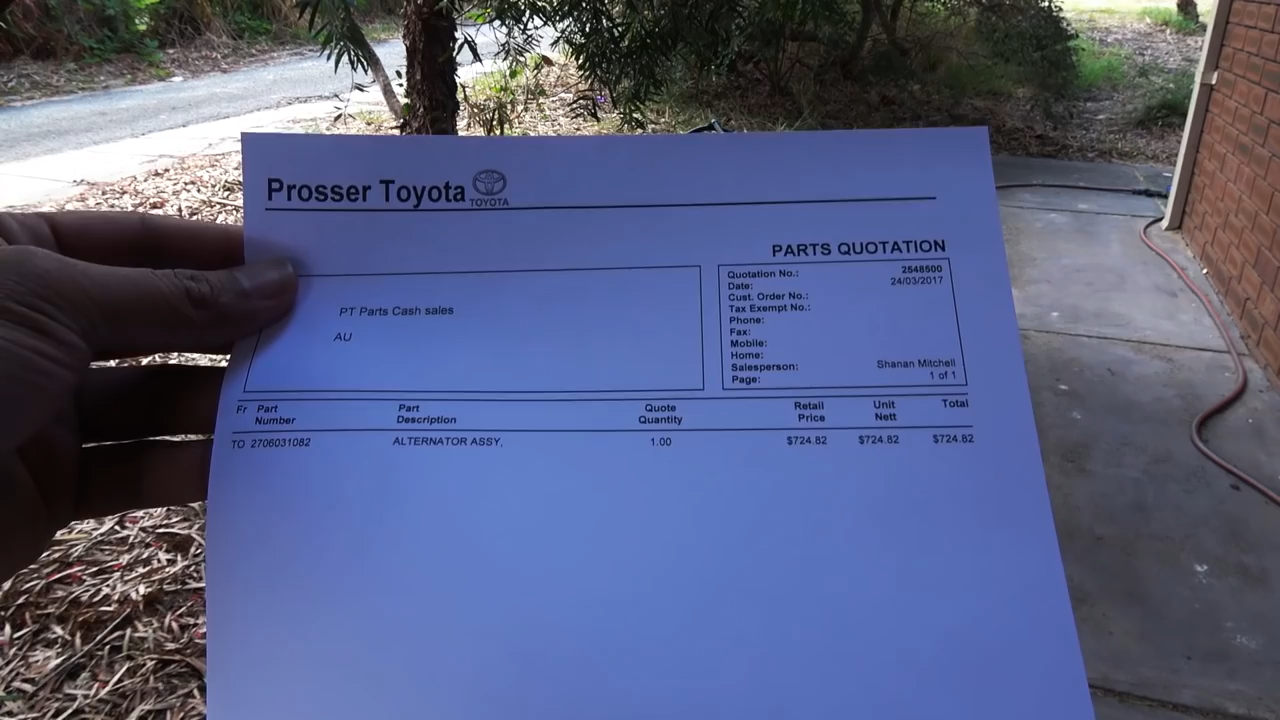 Prosser Toyota
TOYOTA
PARTS QUOTATION
Quotation No.: 2548500
Date: 24/03/2017
Cust. Order No.:
Tax Exempt No.:
Phone:
Fax:
Mobile:
Home:
Salesperson: Shanan Mitchell
Page: 1 of 1
PT Parts Cash sales
AU
Fr Part Number Part Description Quote Quantity Retail Price Unit Nett Total
TO 2706031082 ALTERNATOR ASSY, 1.00 $724.82 $724.82 $724.82